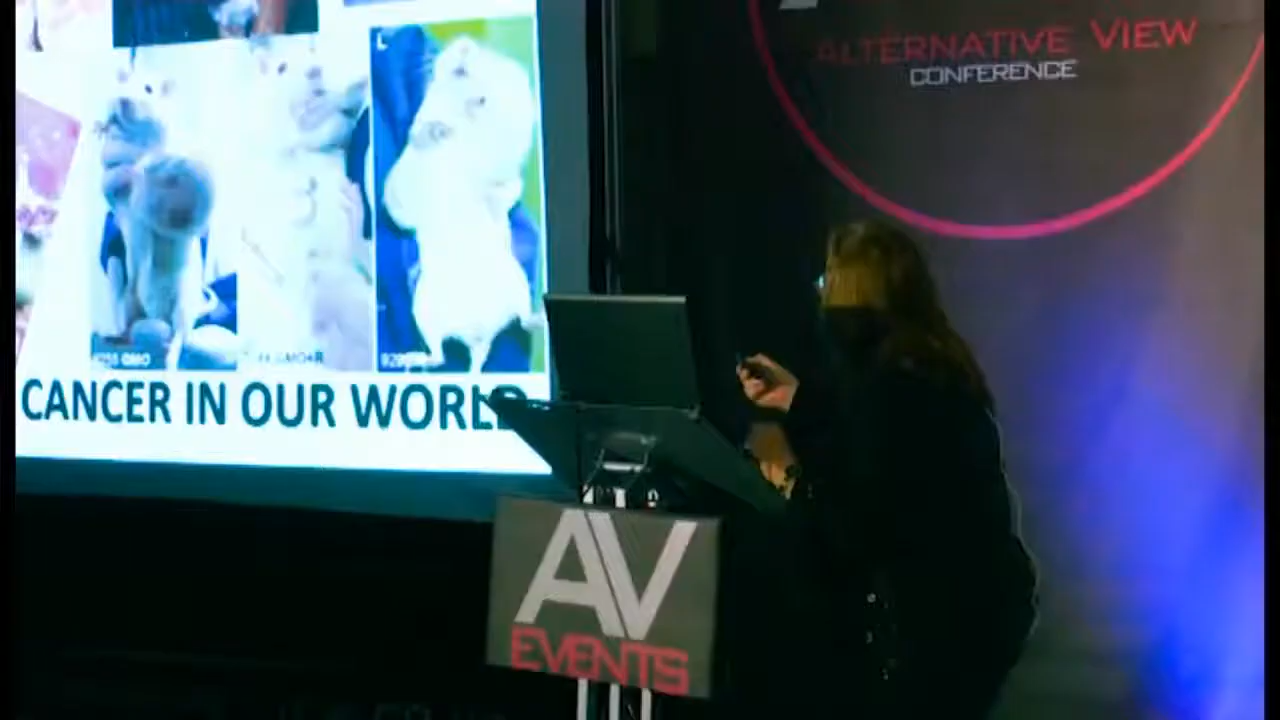 ALTERNATIVE VIEW
CONFERENCE
L
CANCER IN OUR WORLD
AV
EVENTS